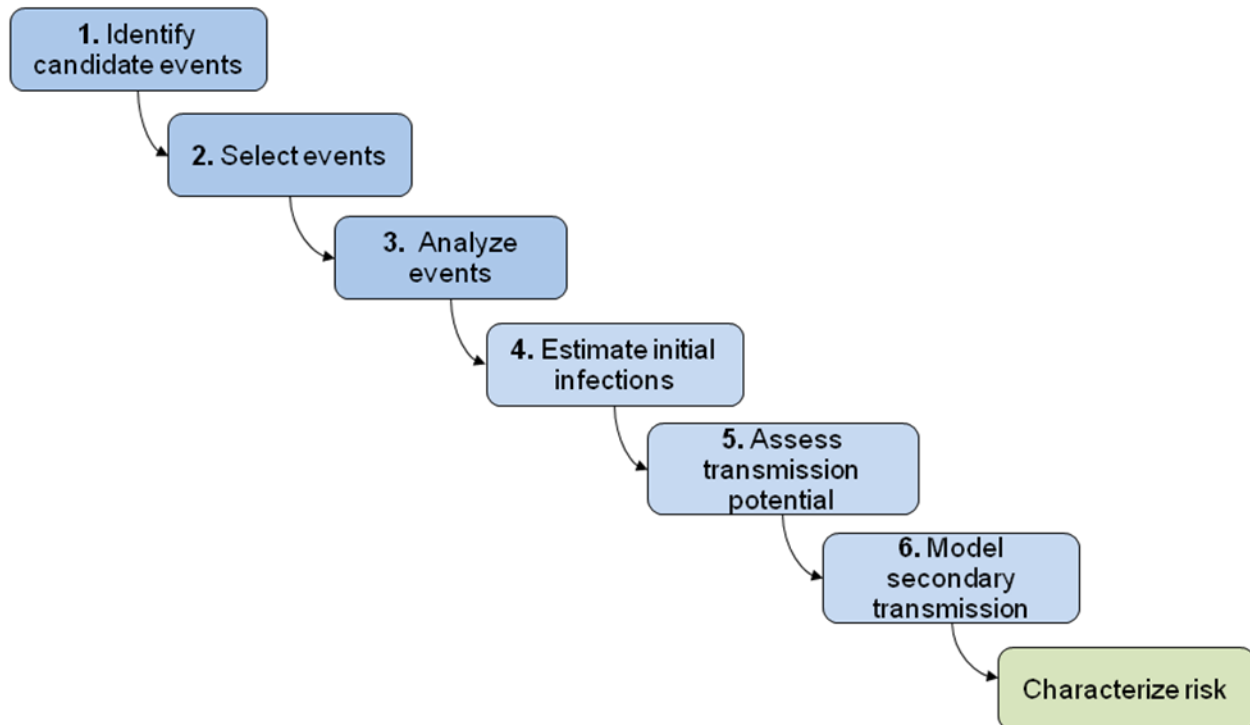 1. Identify
candidate events
2. Select events
3. Analyze
events
4. Estimate initial
infections
5. Assess
transmission
potential
6. Model
secondary
transmission
Characterize risk